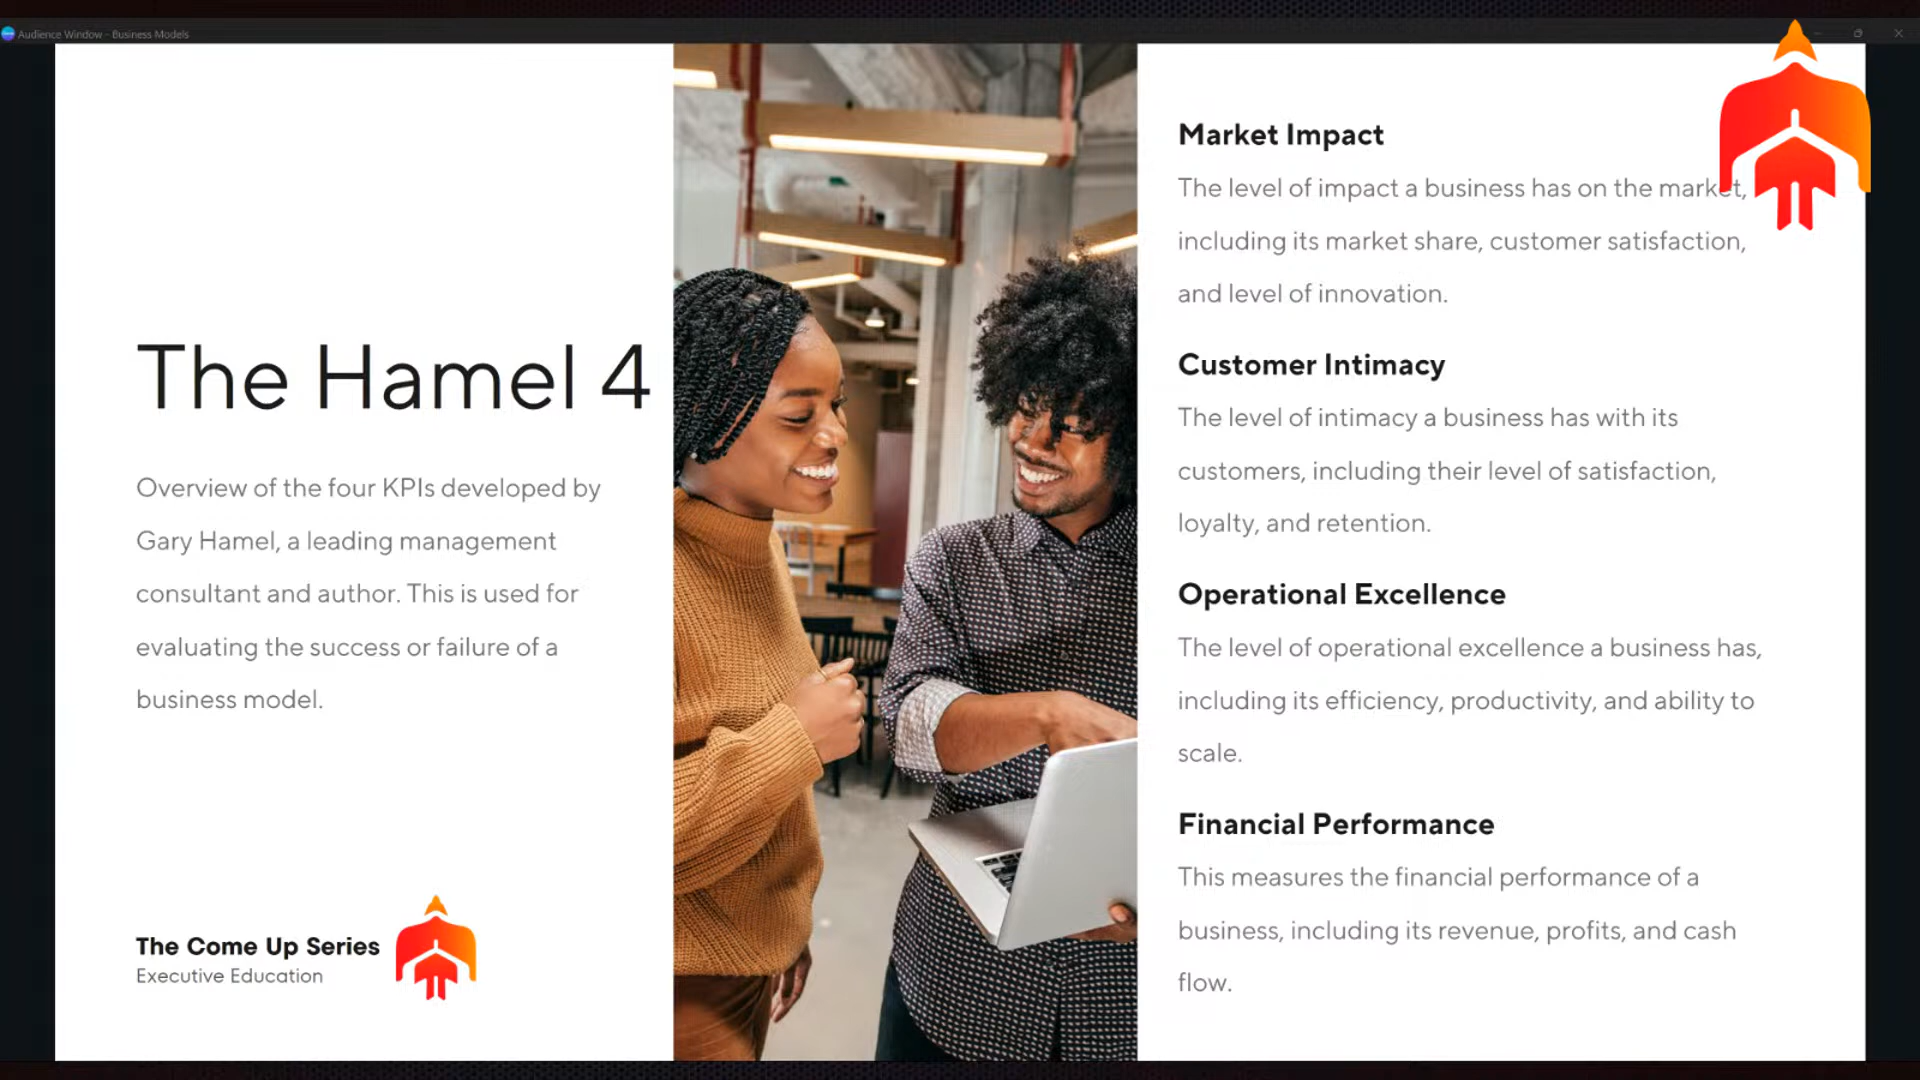 Audience Window - Business Models
The Hamel 4
Overview of the four KPIs developed by
Gary Hamel, a leading management
consultant and author. This is used for
evaluating the success or failure of a
business model.
The Come Up Series
Executive Education
Market Impact
The level of impact a business has on the market,
including its market share, customer satisfaction,
and level of innovation.
Customer Intimacy
The level of intimacy a business has with its
customers, including their level of satisfaction,
loyalty, and retention.
Operational Excellence
The level of operational excellence a business has,
including its efficiency, productivity, and ability to
scale.
Financial Performance
This measures the financial performance of a
business, including its revenue, profits, and cash
flow.